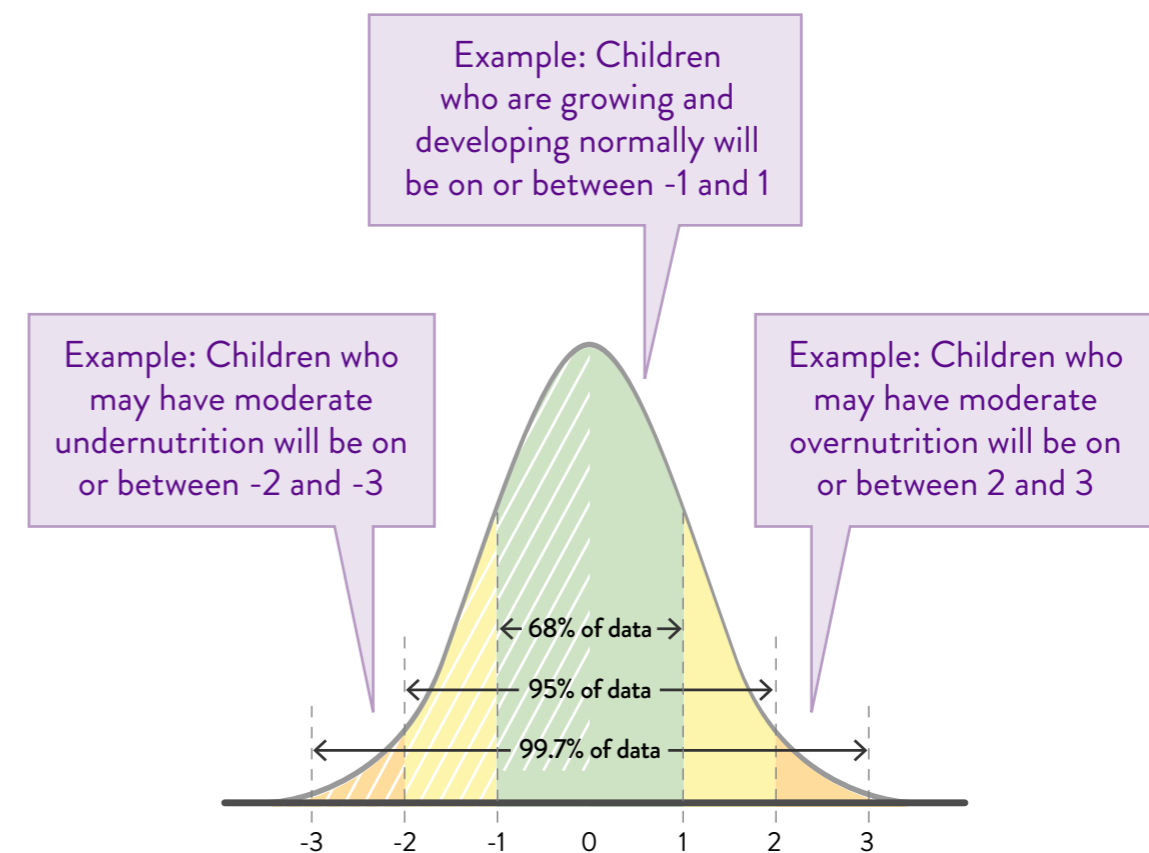 Example: Children
who are growing and
developing normally will
be on or between -1 and 1
Example: Children who
may have moderate
undernutrition will be on
or between -2 and -3
Example: Children who
may have moderate
overnutrition will be on
or between 2 and 3
68% of data
95% of data
99.7% of data
-3 -2 -1 0 1 2 3